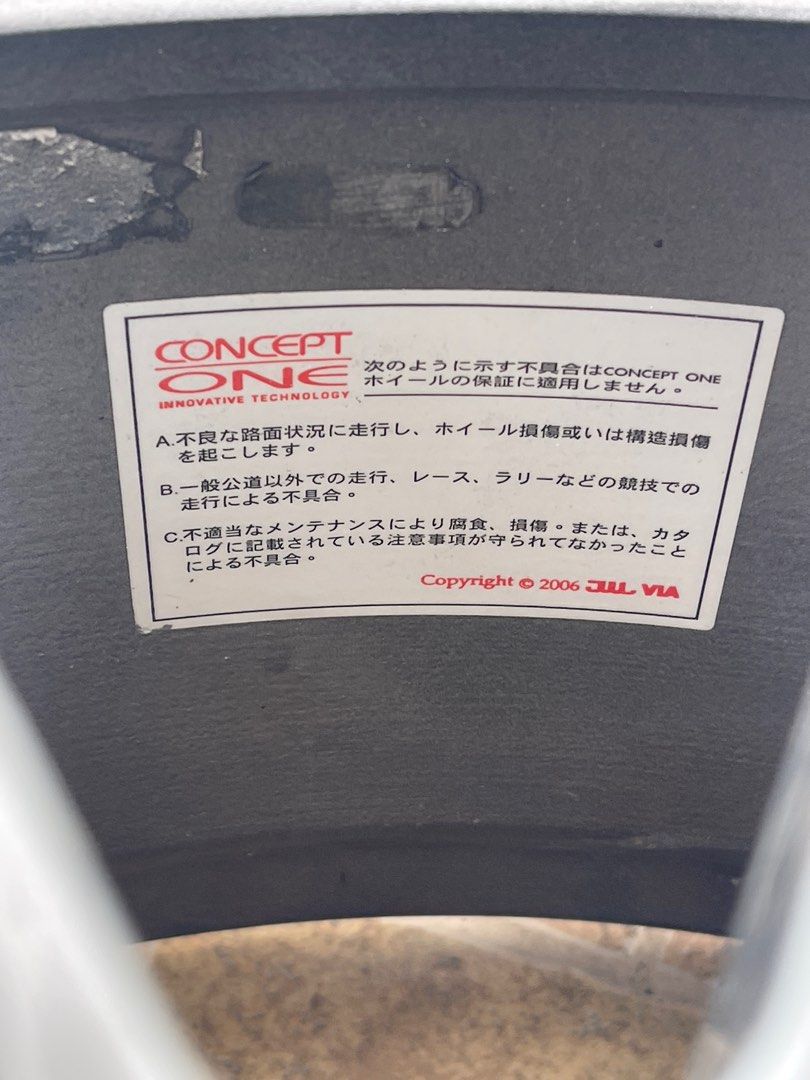 CONCEPT
ONE
INNOVATIVE TECHNOLOGY
次のように示す不具合はCONCEPT ONE
ホイールの保証に適用しません。
A.不良な路面状況に走行し、ホイール損傷或いは構造損傷
を起こします。
B.一般公道以外での走行、レース、ラリーなどの競技での
走行による不具合。
C.不適当なメンテナンスにより腐食、損傷。または、カタ
ログに記載されている注意事項が守られてなかったこと
による不具合。
Copyright © 2006 JUL VIA